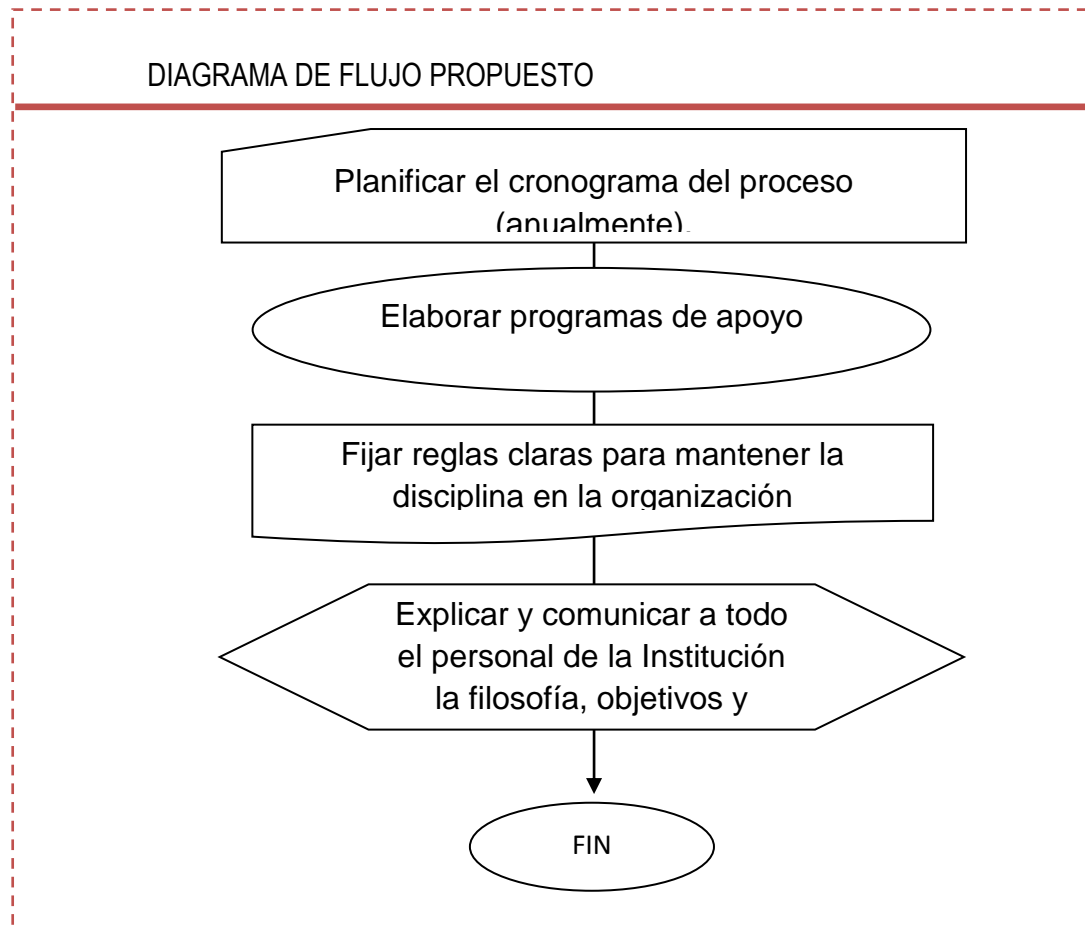 DIAGRAMA DE FLUJO PROPUESTO
Planificar el cronograma del proceso
(anualmente).
Elaborar programas de apoyo
Fijar reglas claras para mantener la
disciplina en la organización
Explicar y comunicar a todo
el personal de la Institución
la filosofía, objetivos y
FIN